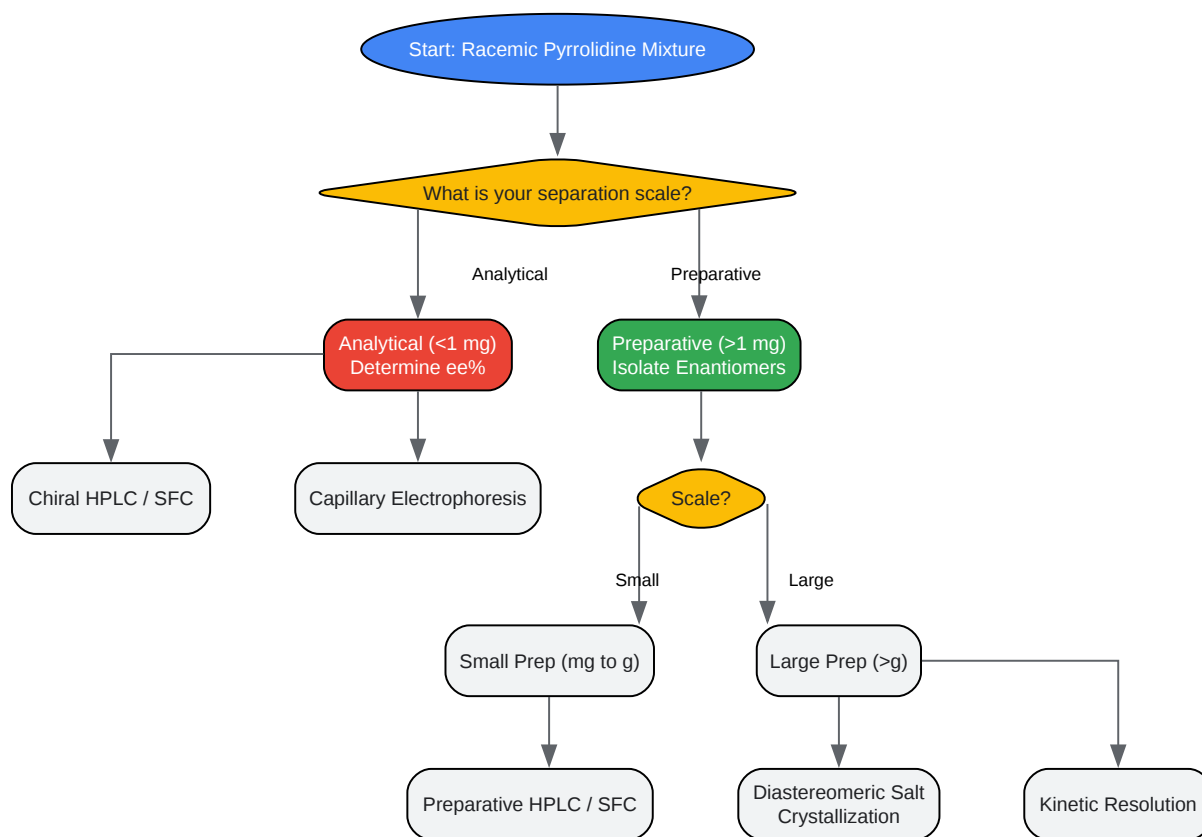 Start: Racemic Pyrrolidine Mixture
What is your separation scale?
Analytical
Preparative
Analytical (<1 mg)
Determine ee%
Preparative (>1 mg)
Isolate Enantiomers
Chiral HPLC / SFC
Capillary Electrophoresis
Scale?
Small
Large
Small Prep (mg to g)
Large Prep (>g)
Preparative HPLC / SFC
Diastereomeric Salt
Crystallization
Kinetic Resolution